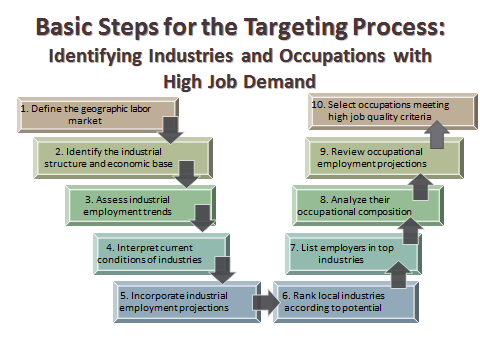 Basic Steps for the Targeting Process:
Identifying Industries and Occupations with
High Job Demand
1. Define the geographic labor
market
2. Identify the industrial
structure and economic base
3. Assess industrial
employment trends
4. Interpret current
conditions of industries
5. Incorporate industrial
employment projections
6. Rank local industries
according to potential
7. List employers in top
industries
8. Analyze their
occupational composition
9. Review occupational
employment projections
10. Select occupations meeting
high job quality criteria